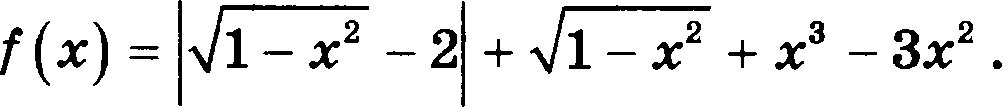 f(x) = |√(1 − x²) − 2| + √(1 − x²) + x³ − 3x².